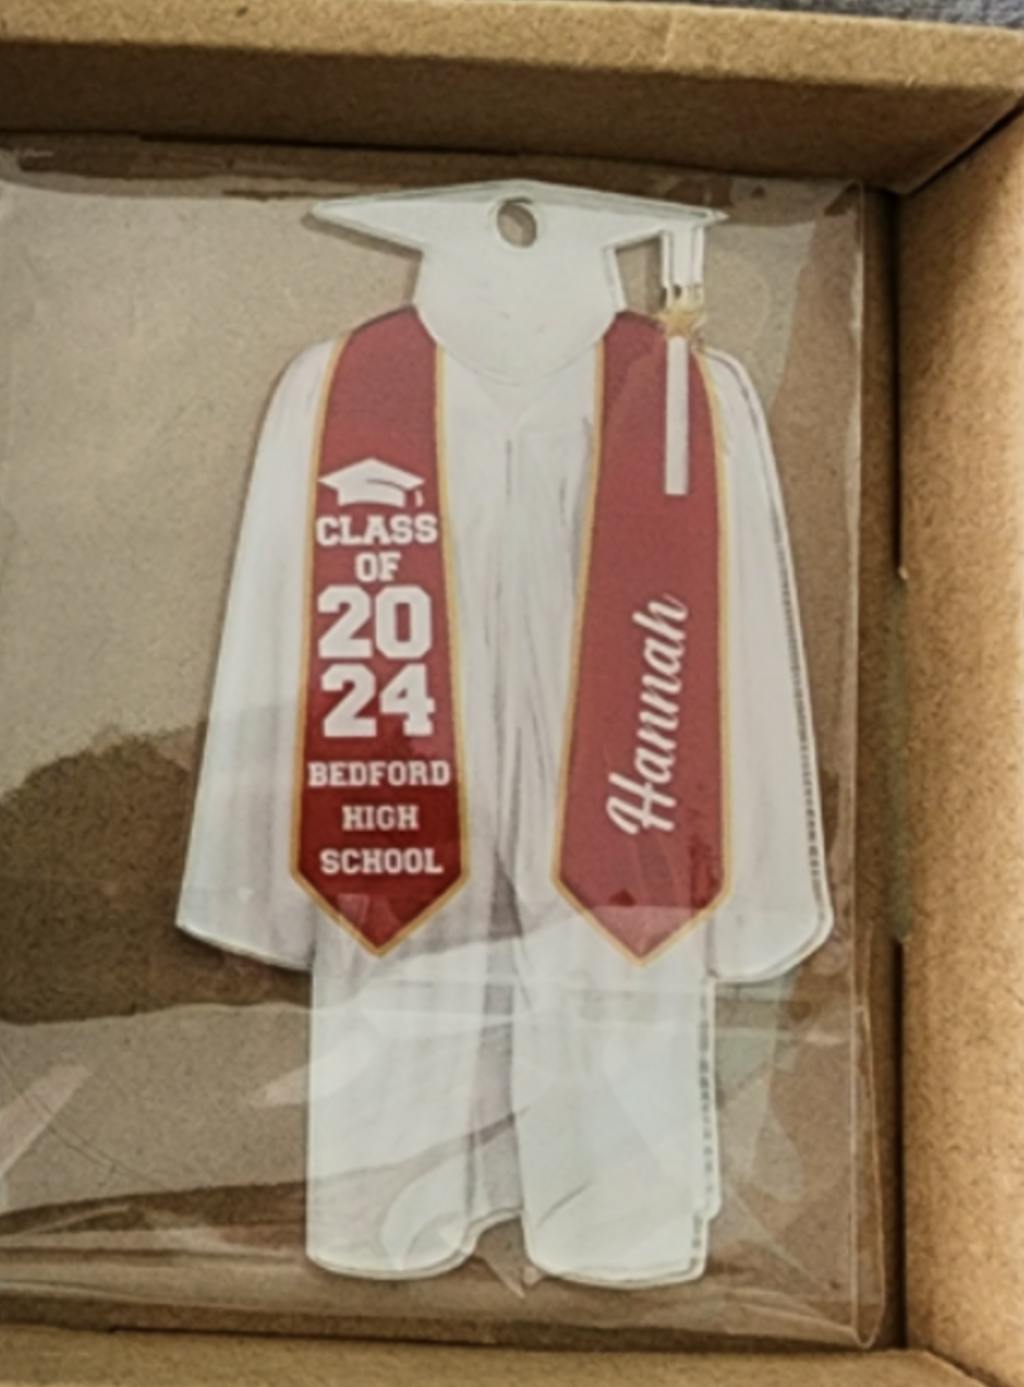 CLASS
OF
20
24
BEDFORD
HIGH
SCHOOL
Hannah